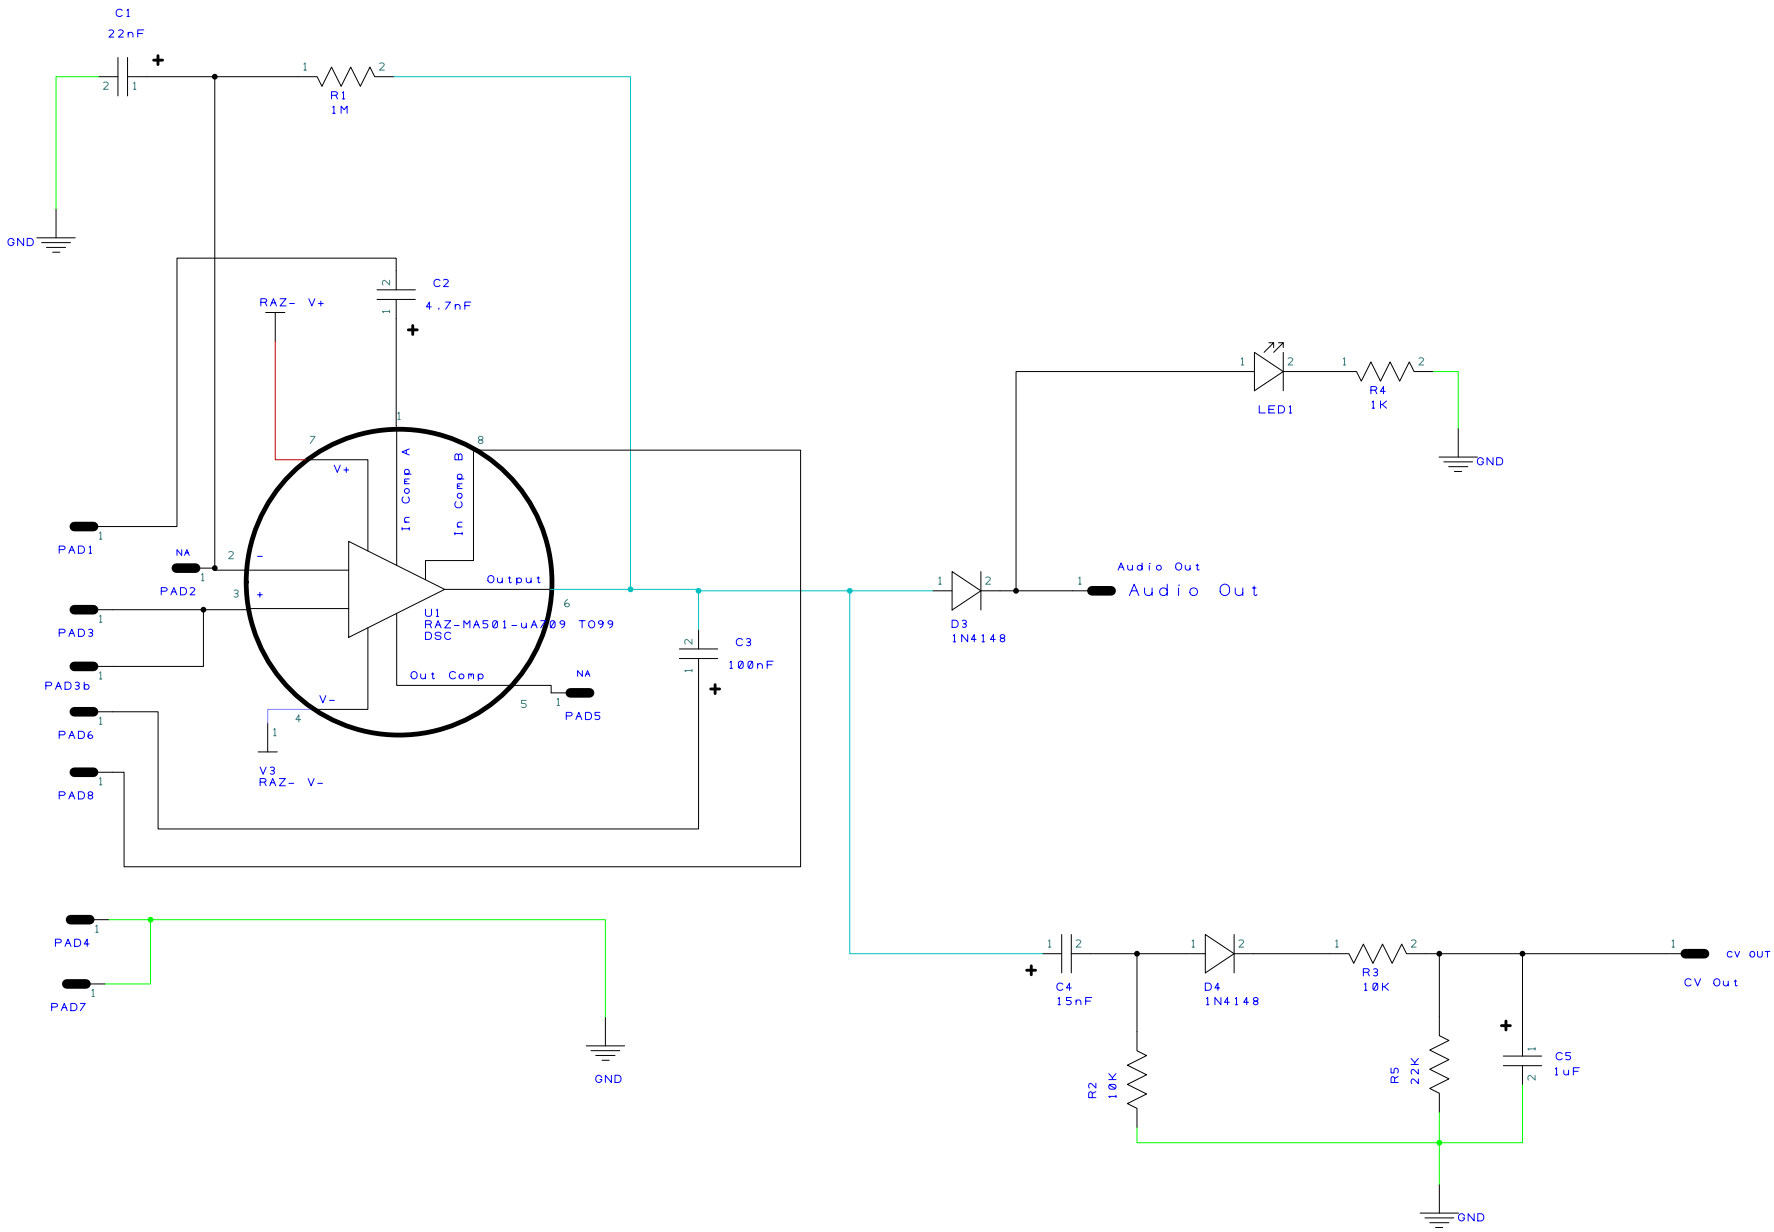 C1
22nF
+
1
2
2
1
R1
1M
GND
2
C2
RAZ- V+
4.7nF
1
+
1
2
1
2
LED1
R4
1K
GND
1
7
8
V+
In Comp A
In Comp B
1
PAD1
NA
2
-
1
PAD2
3
+
Output
6
1
PAD3
U1
RAZ-MA501-uA709 TO99
DSC
1
2
D3
1N4148
Audio Out
1
Audio Out
2
C3
100nF
1
+
1
PAD3b
Out Comp
NA
1
PAD5
5
V-
4
1
PAD6
1
V3
RAZ- V-
1
PAD8
1
PAD4
1
PAD7
GND
1
2
+
C4
15nF
1
2
D4
1N4148
1
2
R3
10K
1
CV OUT
CV Out
R2
10K
R5
22K
+
1
C5
1uF
2
GND